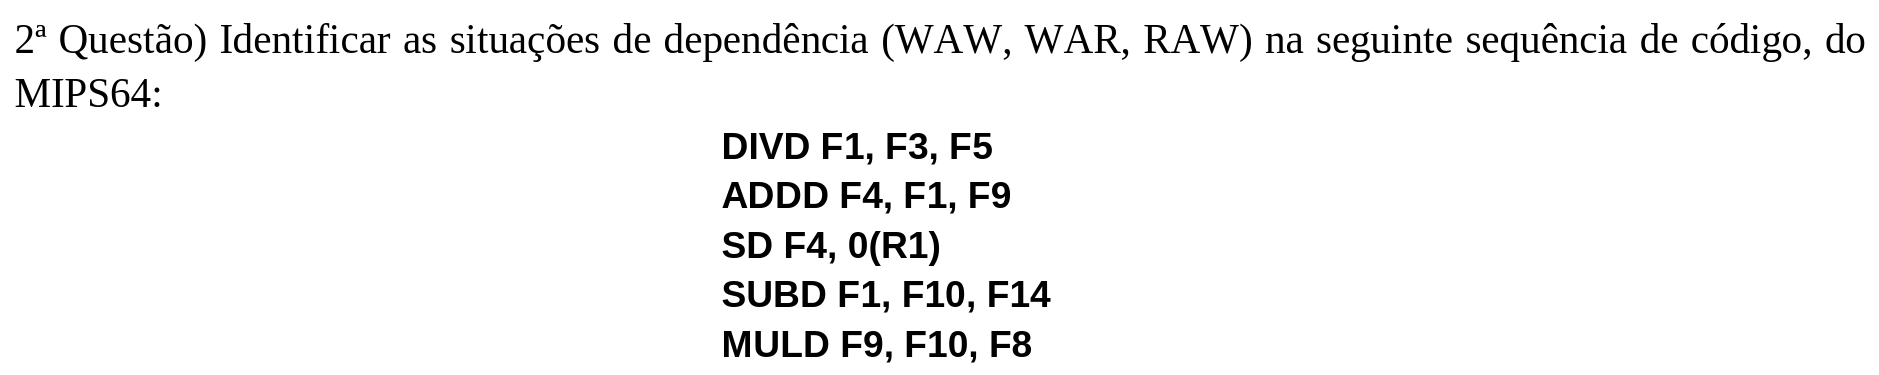 2ª Questão) Identificar as situações de dependência (WAW, WAR, RAW) na seguinte sequência de código, do
MIPS64:
DIVD F1, F3, F5
ADDD F4, F1, F9
SD F4, 0(R1)
SUBD F1, F10, F14
MULD F9, F10, F8